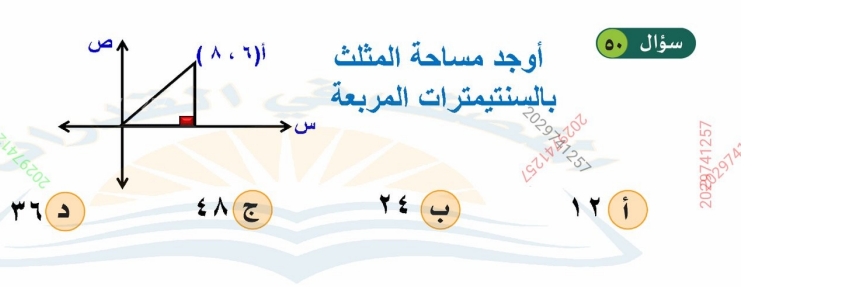 سؤال ٥٠
أوجد مساحة المثلث
بالسنتيمترات المربعة
ص
أ(٦ ، ٨)
س
أ ١٢
ب ٢٤
ج ٤٨
د ٣٦
2029741257
2029741257
2029741257